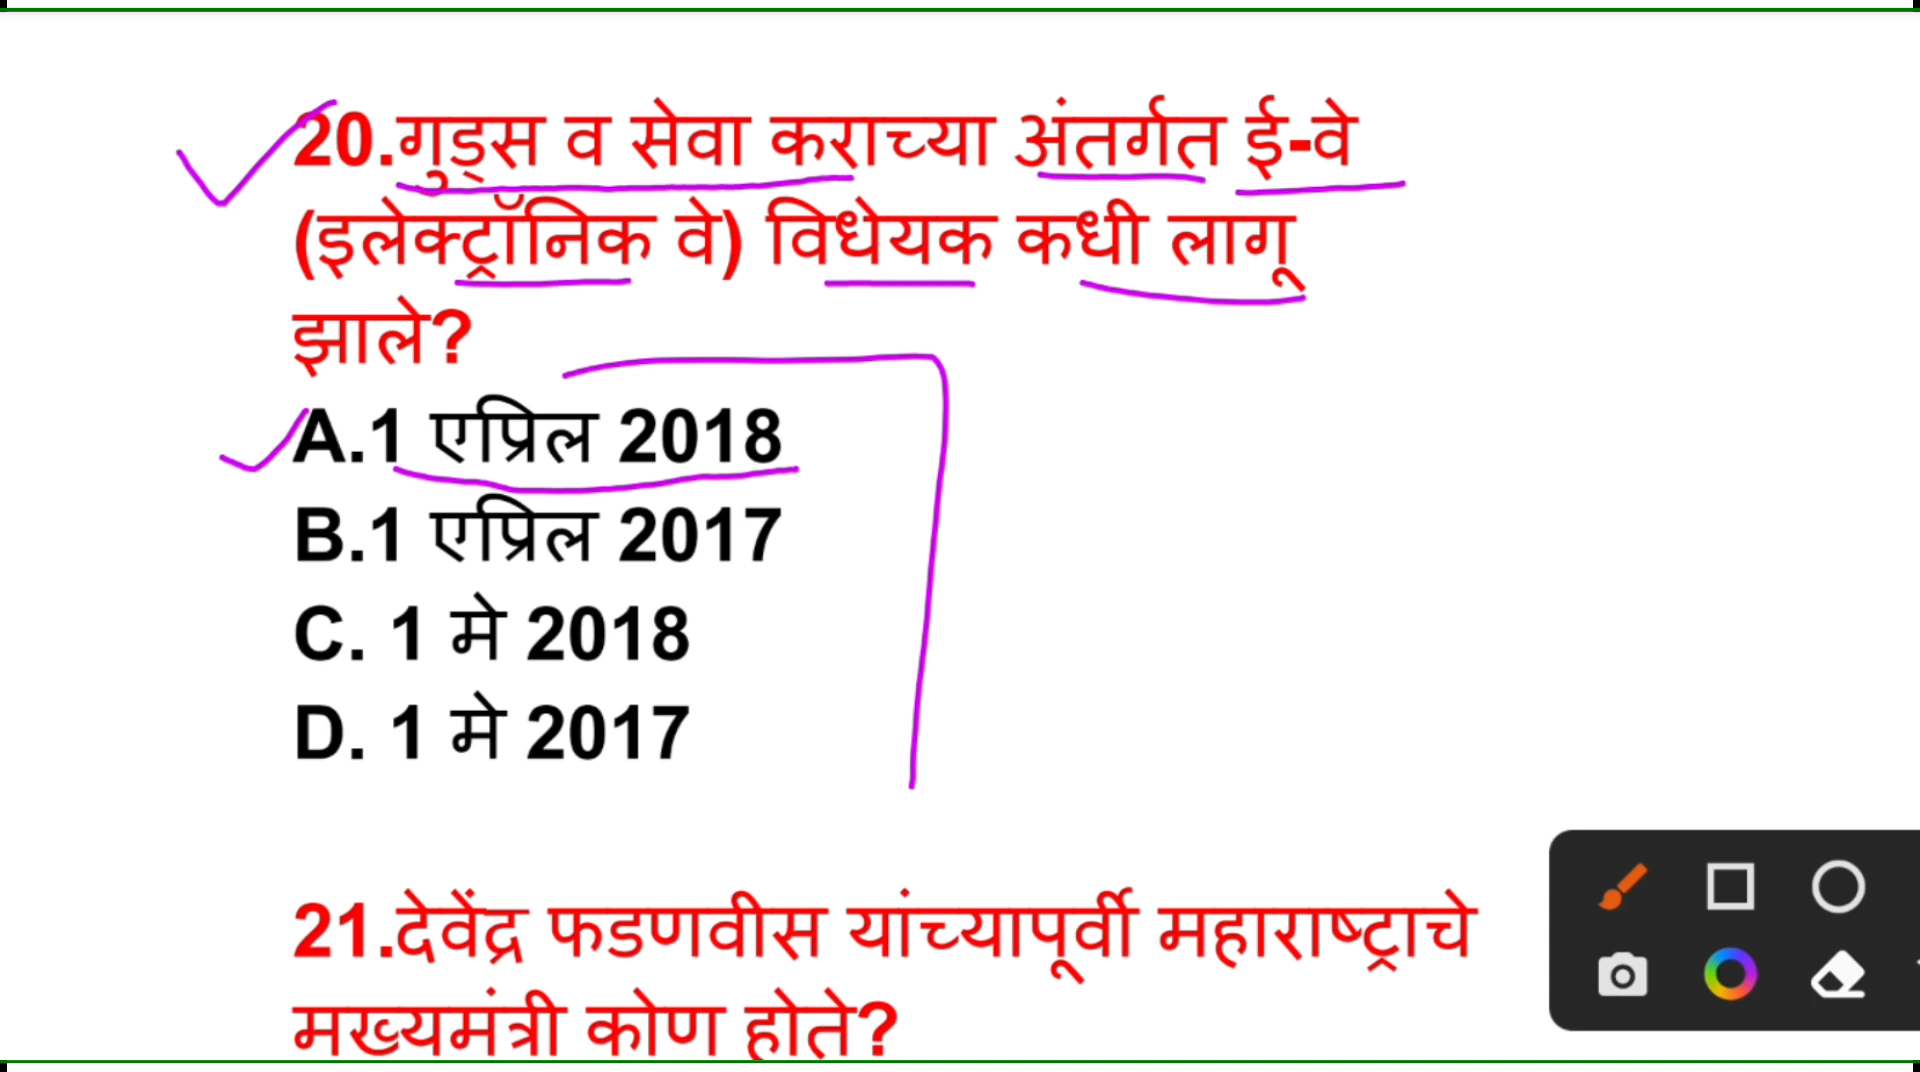 20.गुड्स व सेवा कराच्या अंतर्गत ई-वे
(इलेक्ट्रॉनिक वे) विधेयक कधी लागू
झाले?
A.1 एप्रिल 2018
B.1 एप्रिल 2017
C. 1 मे 2018
D. 1 मे 2017
21.देवेंद्र फडणवीस यांच्यापूर्वी महाराष्ट्राचे
मख्यमंत्री कोण होते?